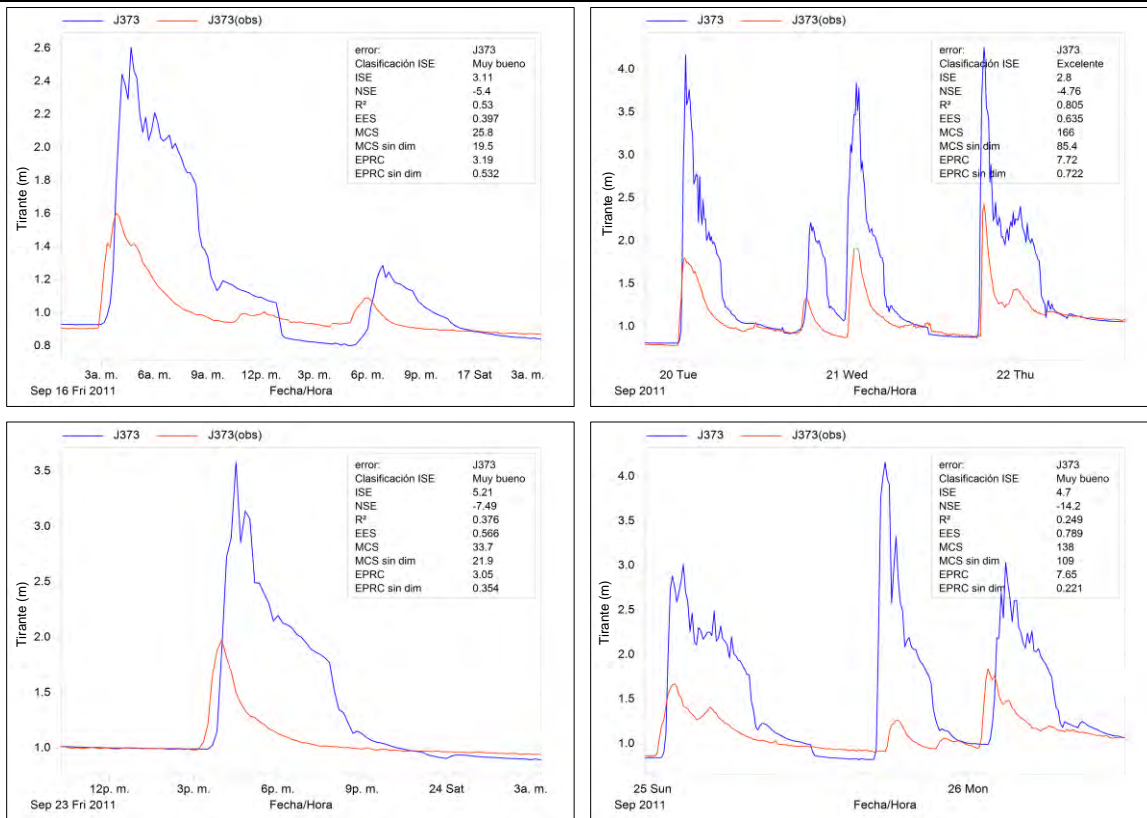 J373 J373(obs)
error: J373
Clasificación ISE Muy bueno
ISE 3.11
NSE -5.4
R² 0.53
EES 0.397
MCS 25.8
MCS sin dim 19.5
EPRC 3.19
EPRC sin dim 0.532
2.6
2.4
2.2
2.0
1.8
1.6
1.4
1.2
1.0
0.8
Tirante (m)
3a. m. 6a. m. 9a. m. 12p. m. 3p. m. 6p. m. 9p. m. 17 Sat 3a. m.
Sep 16 Fri 2011 Fecha/Hora
J373 J373(obs)
error: J373
Clasificación ISE Excelente
ISE 2.8
NSE -4.76
R² 0.805
EES 0.635
MCS 166
MCS sin dim 85.4
EPRC 7.72
EPRC sin dim 0.722
4.0
3.5
3.0
2.5
2.0
1.5
1.0
Tirante (m)
20 Tue 21 Wed 22 Thu
Sep 2011 Fecha/Hora
J373 J373(obs)
error: J373
Clasificación ISE Muy bueno
ISE 5.21
NSE -7.49
R² 0.376
EES 0.566
MCS 33.7
MCS sin dim 21.9
EPRC 3.05
EPRC sin dim 0.354
3.5
3.0
2.5
2.0
1.5
1.0
Tirante (m)
12p. m. 3p. m. 6p. m. 9p. m. 24 Sat 3a. m.
Sep 23 Fri 2011 Fecha/Hora
J373 J373(obs)
error: J373
Clasificación ISE Muy bueno
ISE 4.7
NSE -14.2
R² 0.249
EES 0.789
MCS 138
MCS sin dim 109
EPRC 7.65
EPRC sin dim 0.221
4.0
3.5
3.0
2.5
2.0
1.5
1.0
Tirante (m)
25 Sun 26 Mon
Sep 2011 Fecha/Hora